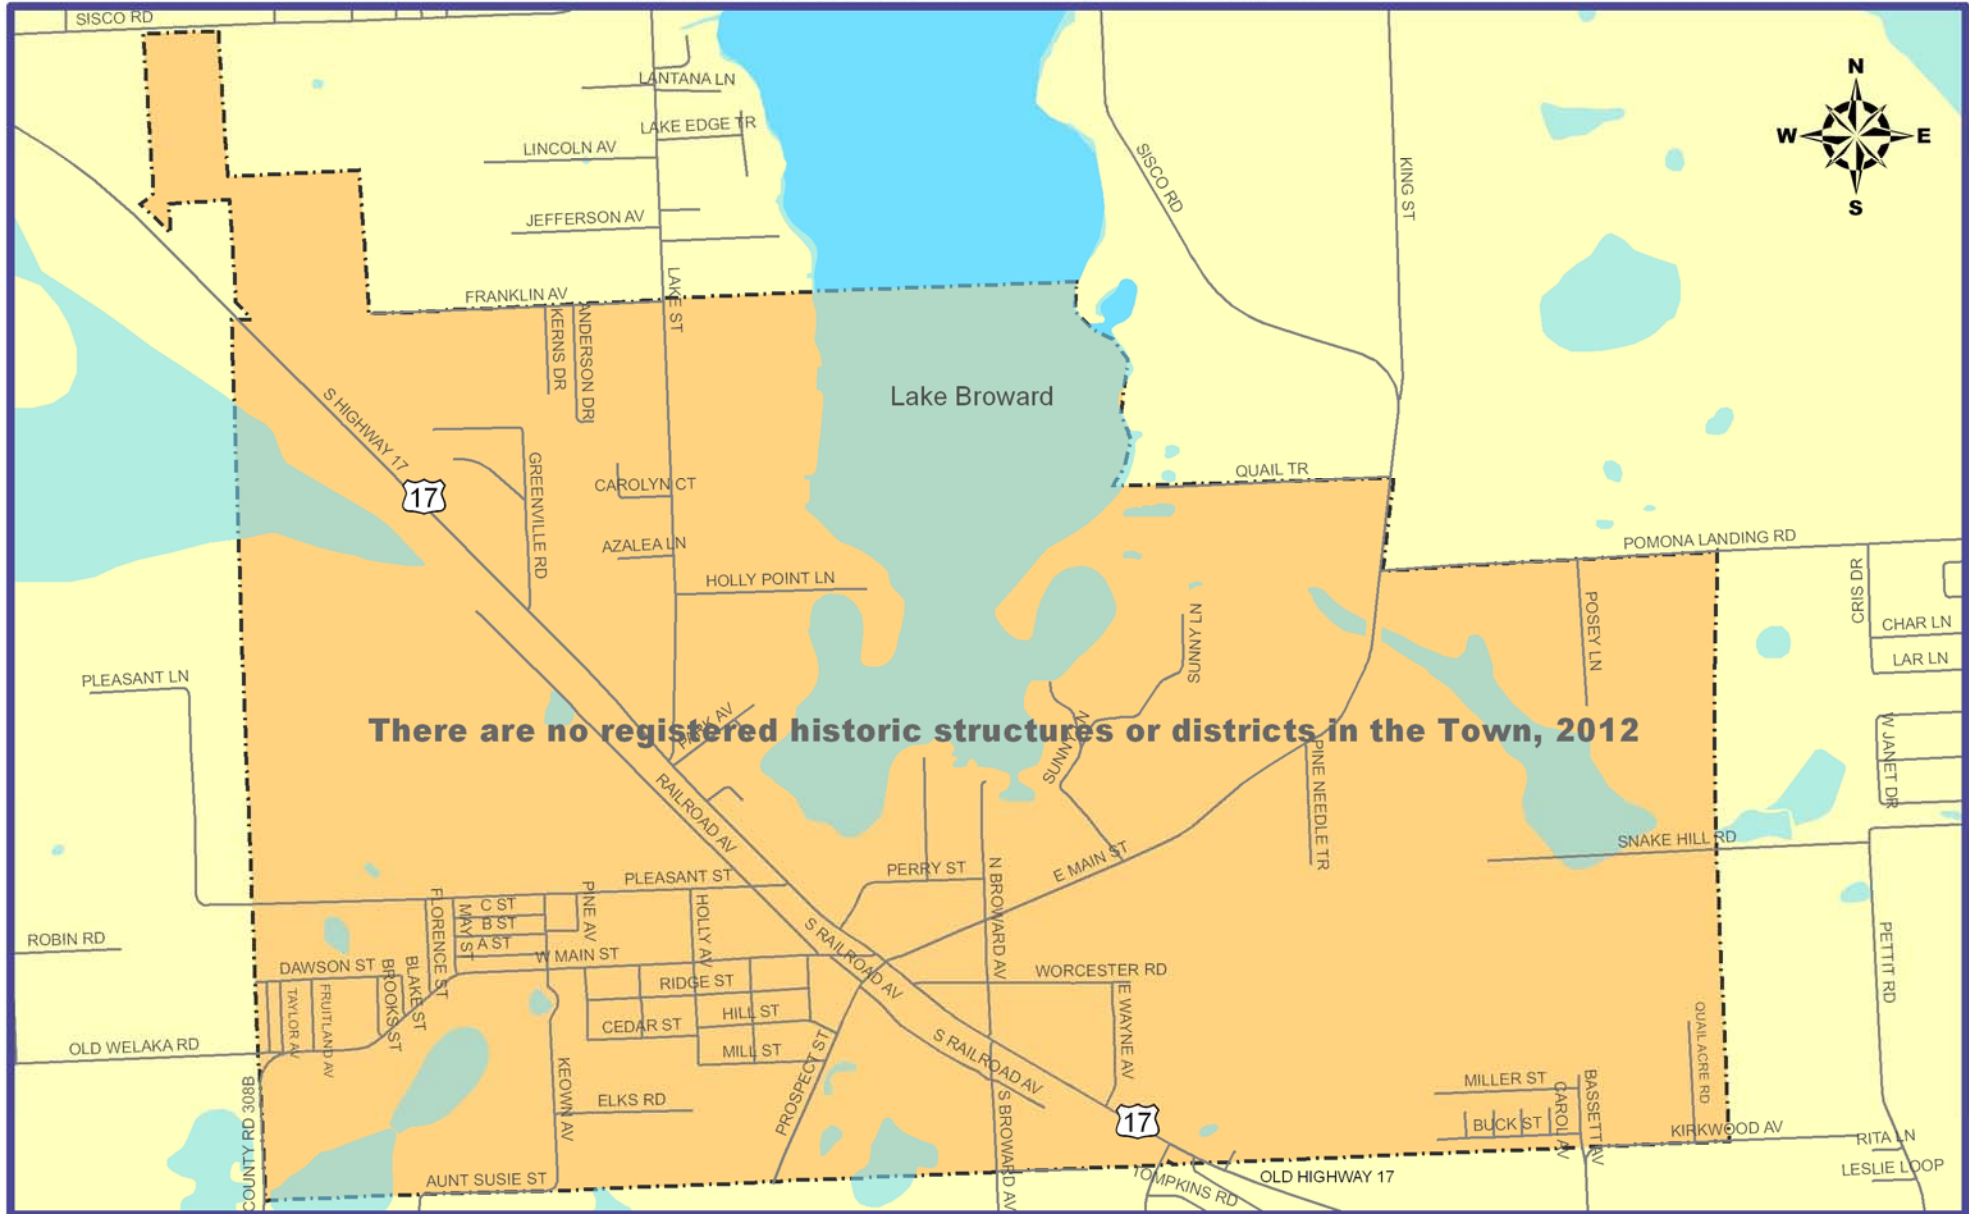 SISCO RD
LANTANA LN
LAKE EDGE TR
LINCOLN AV
JEFFERSON AV
LAKE ST
SISCO RD
KING ST
N
W
E
S
FRANKLIN AV
KERNS DR
ANDERSON DR
S HIGHWAY 17
17
Lake Broward
GREENVILLE RD
CAROLYN CT
AZALEA LN
HOLLY POINT LN
QUAIL TR
POMONA LANDING RD
POSEY LN
CRIS DR
CHAR LN
LAR LN
W JANET DR
SUNNY LN
PLEASANT LN
PARK AV
There are no registered historic structures or districts in the Town, 2012
SUNNY LN
PINE NEEDLE TR
RAILROAD AV
SNAKE HILL RD
E MAIN ST
PERRY ST
N BROWARD AV
PLEASANT ST
FLORENCE ST
MAY ST
C ST
B ST
A ST
PINE AV
HOLLY AV
W MAIN ST
S RAILROAD AV
ROBIN RD
DAWSON ST
BROOKS ST
BLAKE ST
TAYLOR AV
FRUITLAND AV
RIDGE ST
CEDAR ST
HILL ST
MILL ST
WORCESTER RD
E WAYNE AV
PETTIT RD
OLD WELAKA RD
COUNTY RD 308B
KEOWN AV
ELKS RD
PROSPECT ST
S RAILROAD AV
S BROWARD AV
17
MILLER ST
BUCK ST
CAROL AV
BASSETT AV
QUAIL ACRE RD
KIRKWOOD AV
RITA LN
LESLIE LOOP
AUNT SUSIE ST
TOMPKINS RD
OLD HIGHWAY 17